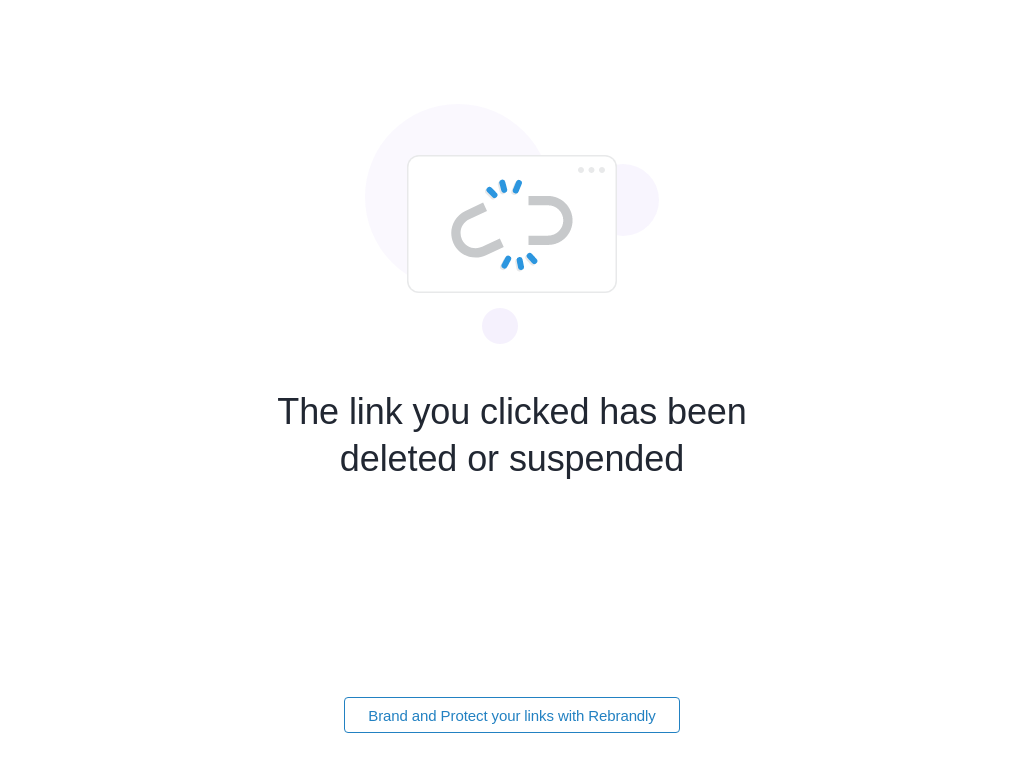 The link you clicked has been
deleted or suspended
Brand and Protect your links with Rebrandly